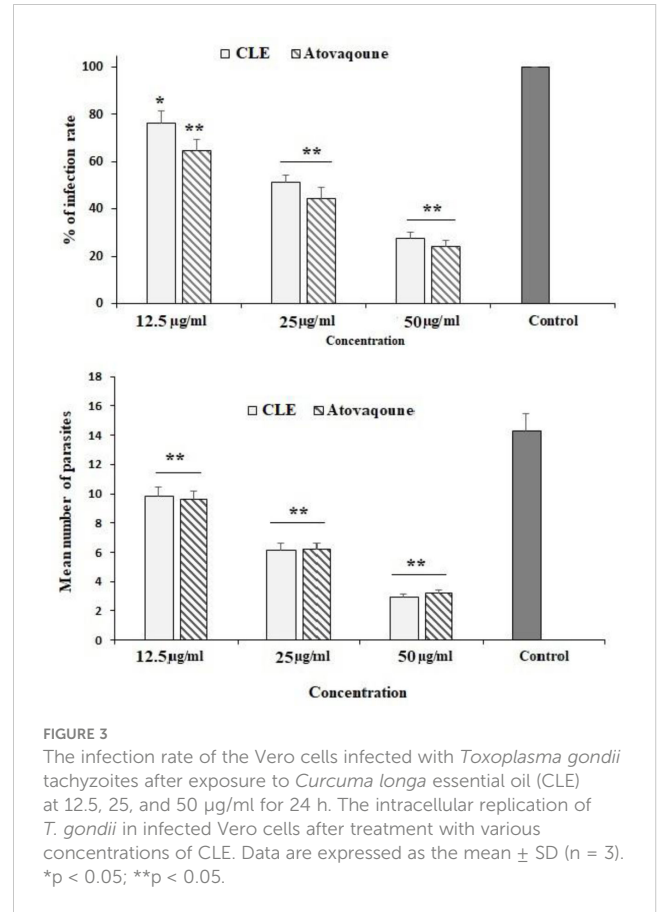 CLE Atovaqoune
100
80
60
40
20
0
% of infection rate
*
**
**
**
12.5 µg/ml 25µg/ml 50µg/ml Control
Concentration
18
16
14
12
10
8
6
4
2
0
Mean number of parasites
CLE Atovaqoune
**
**
**
12.5µg/ml 25µg/ml 50µg/ml Control
Concentration
FIGURE 3
The infection rate of the Vero cells infected with Toxoplasma gondii
tachyzoites after exposure to Curcuma longa essential oil (CLE)
at 12.5, 25, and 50 µg/ml for 24 h. The intracellular replication of
T. gondii in infected Vero cells after treatment with various
concentrations of CLE. Data are expressed as the mean ± SD (n = 3).
*p < 0.05; **p < 0.05.